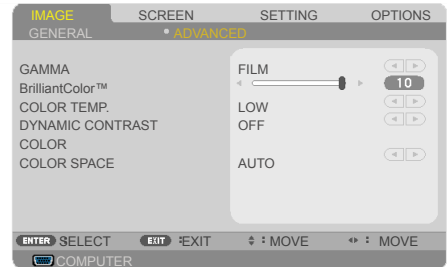 IMAGE SCREEN SETTING OPTIONS
GENERAL • ADVANCED
GAMMA FILM
BrilliantColor™ 10
COLOR TEMP. LOW
DYNAMIC CONTRAST OFF
COLOR
COLOR SPACE AUTO
ENTER SELECT EXIT :EXIT : MOVE : MOVE
COMPUTER